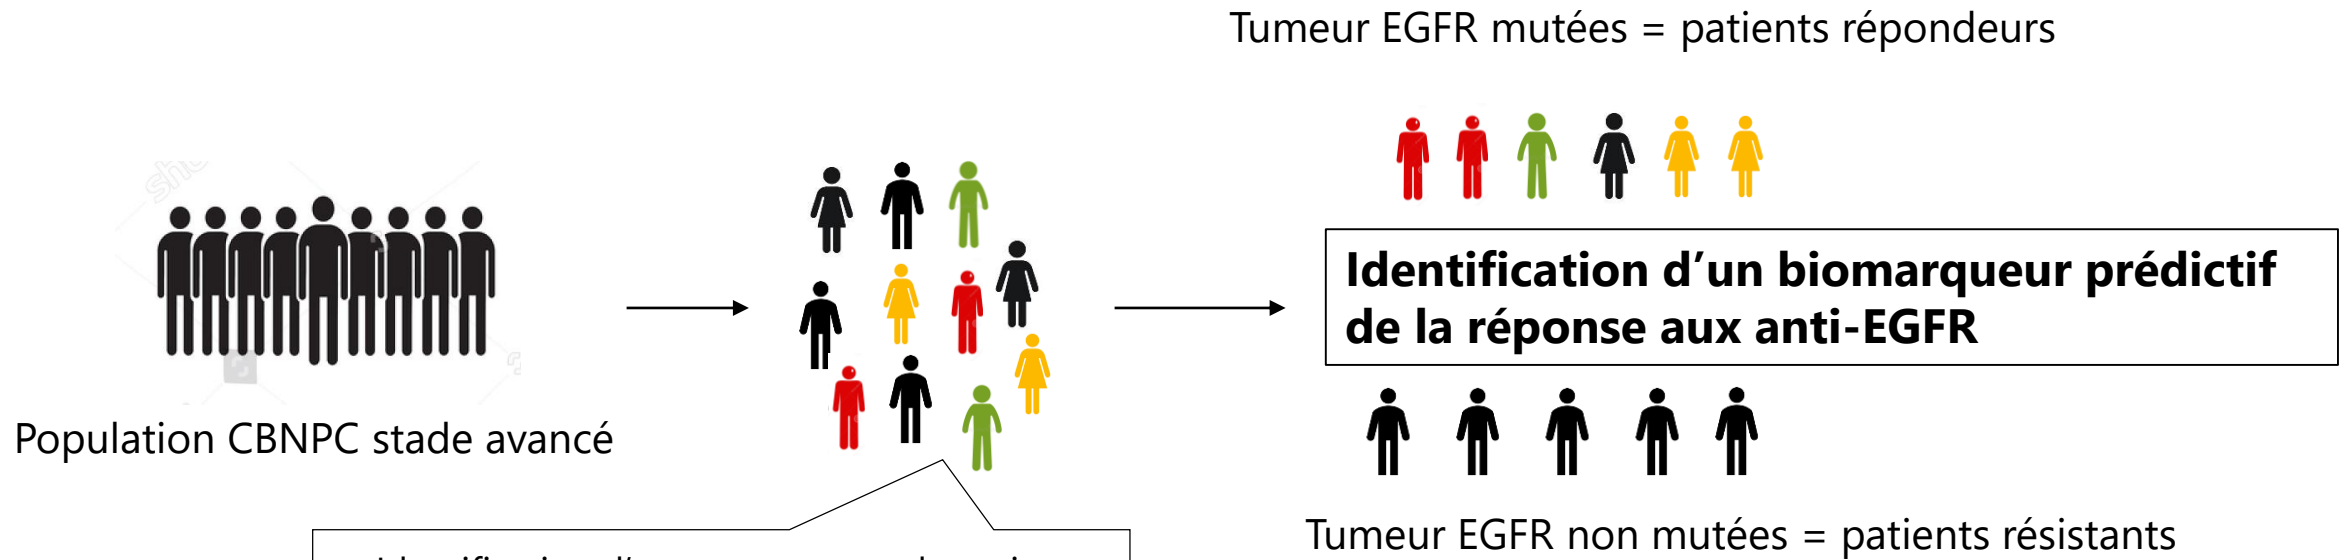 Tumeur EGFR mutées = patients répondeurs
Identification d’un biomarqueur prédictif
de la réponse aux anti-EGFR
Population CBNPC stade avancé
Tumeur EGFR non mutées = patients résistants